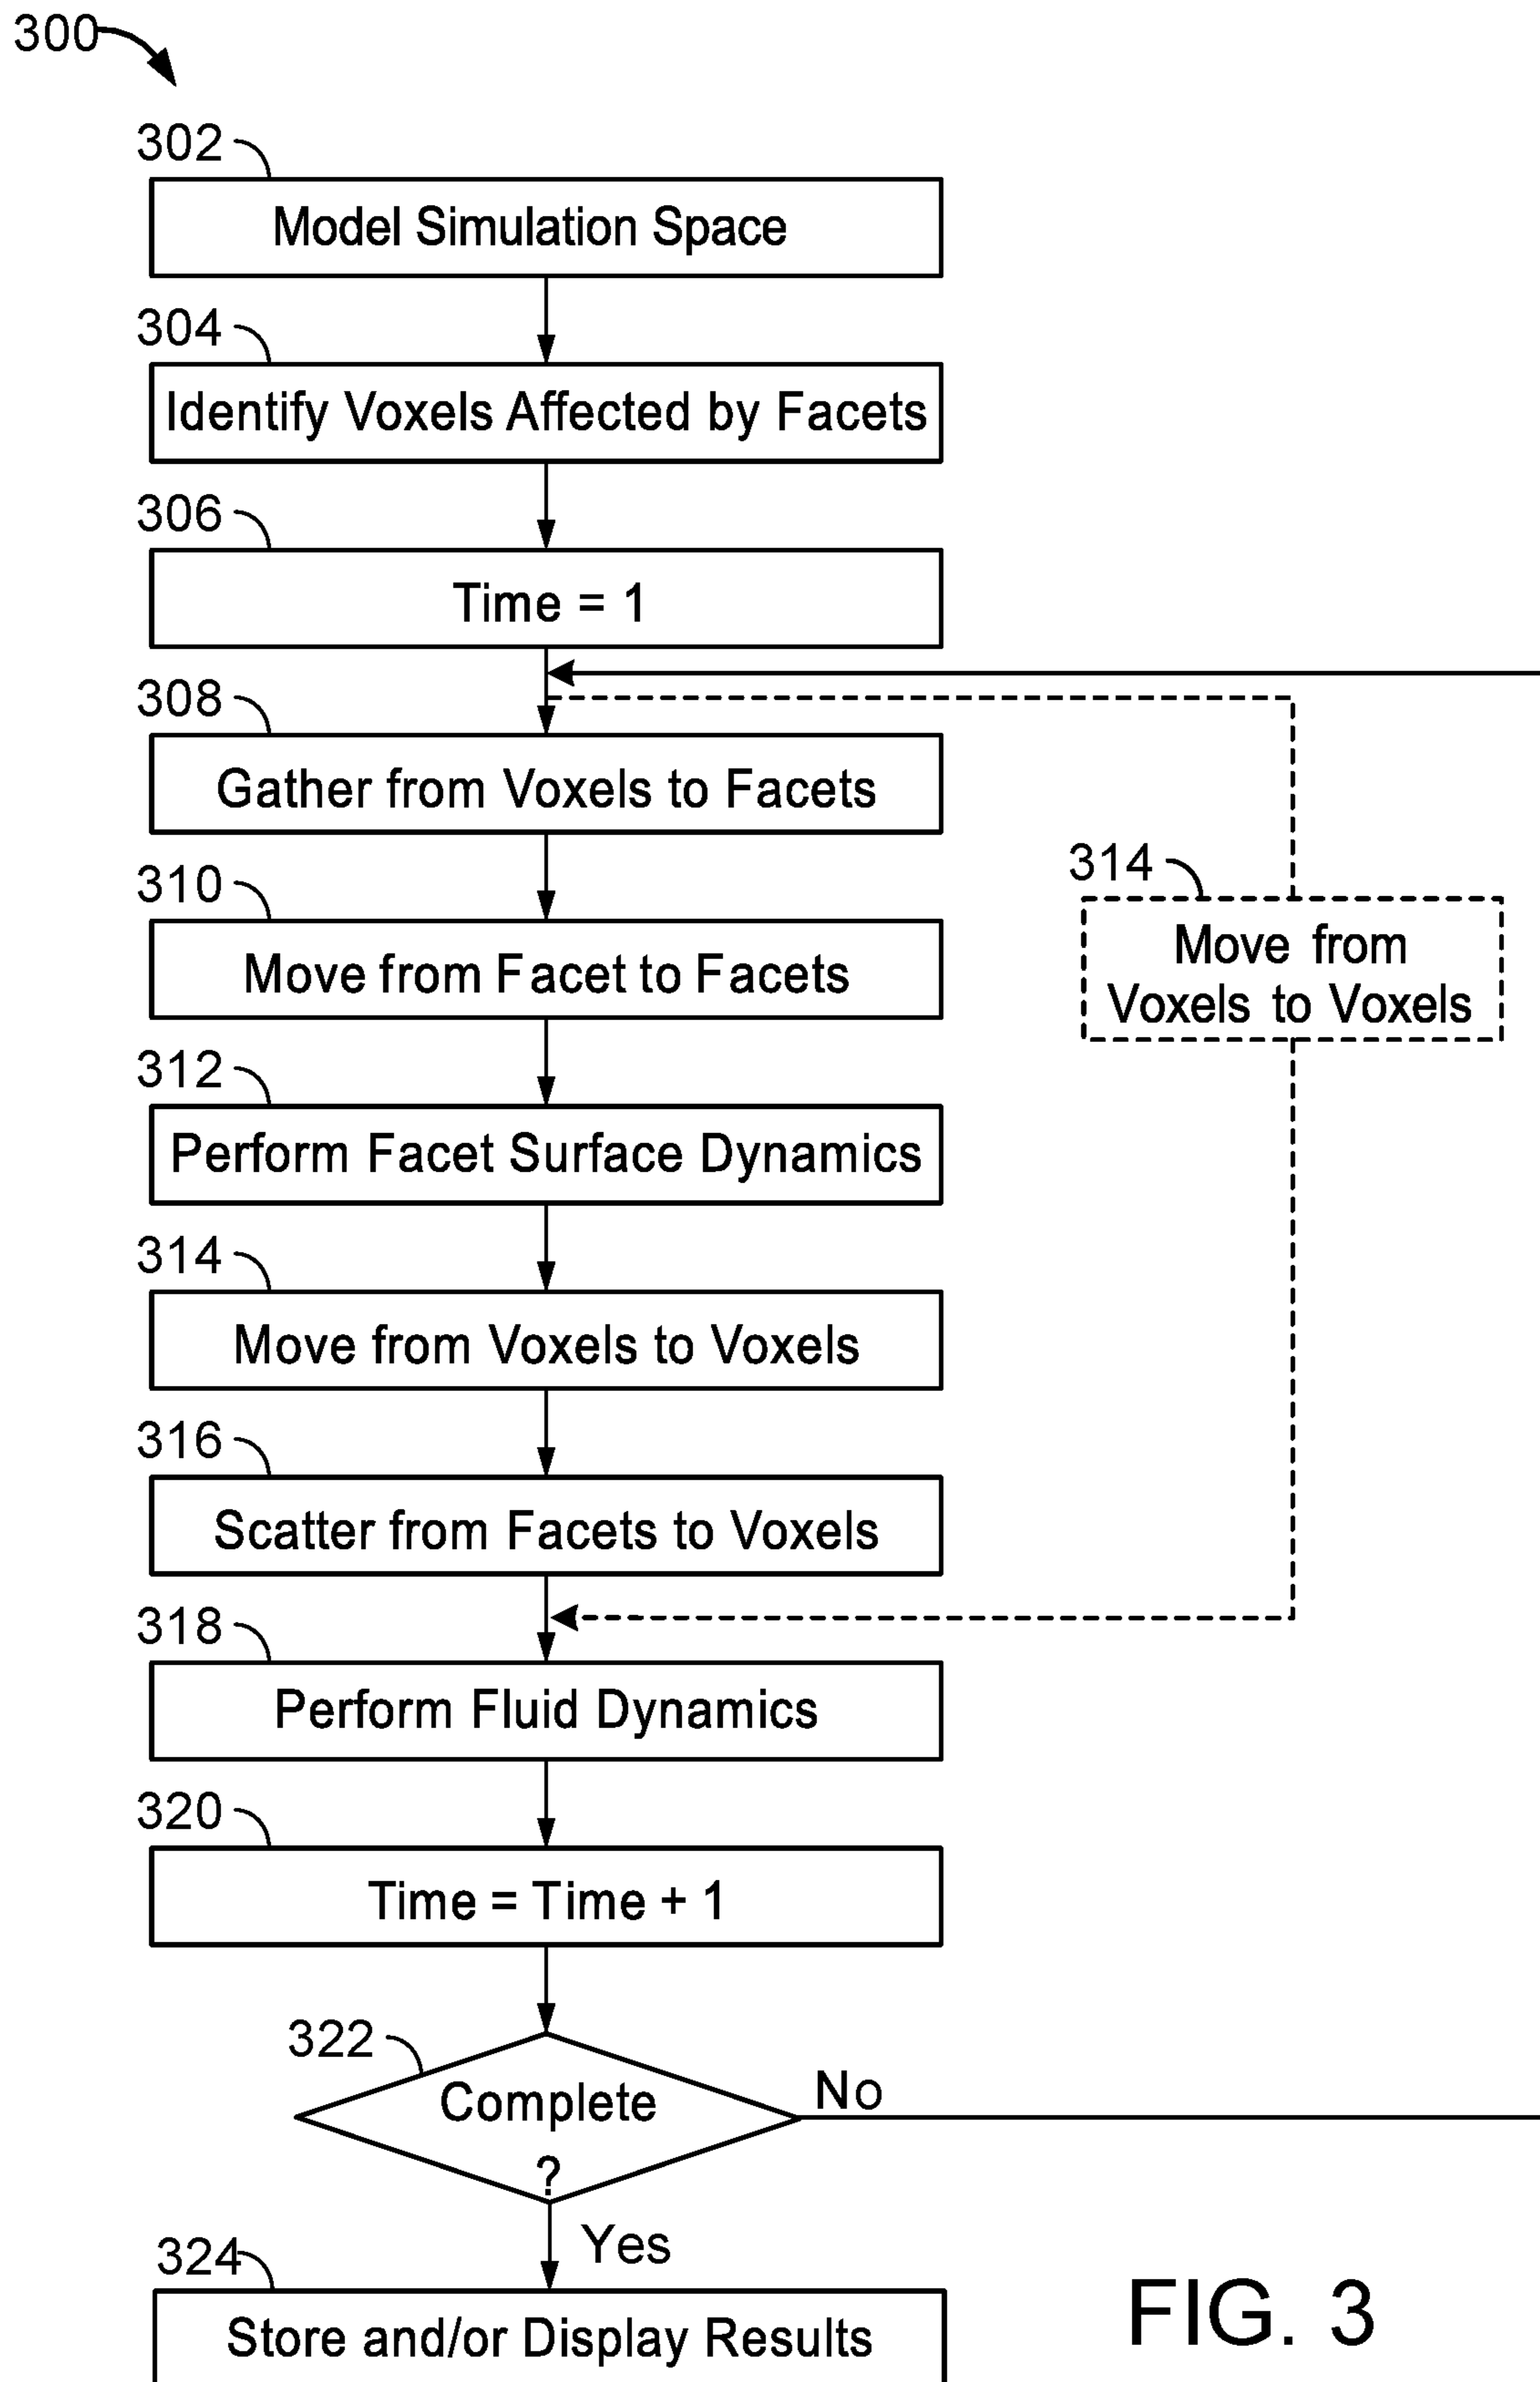 300
302
Model Simulation Space
304
Identify Voxels Affected by Facets
306
Time = 1
308
Gather from Voxels to Facets
310
Move from Facet to Facets
314
Move from
Voxels to Voxels
312
Perform Facet Surface Dynamics
314
Move from Voxels to Voxels
316
Scatter from Facets to Voxels
318
Perform Fluid Dynamics
320
Time = Time + 1
322
Complete
?
No
Yes
324
Store and/or Display Results
FIG. 3